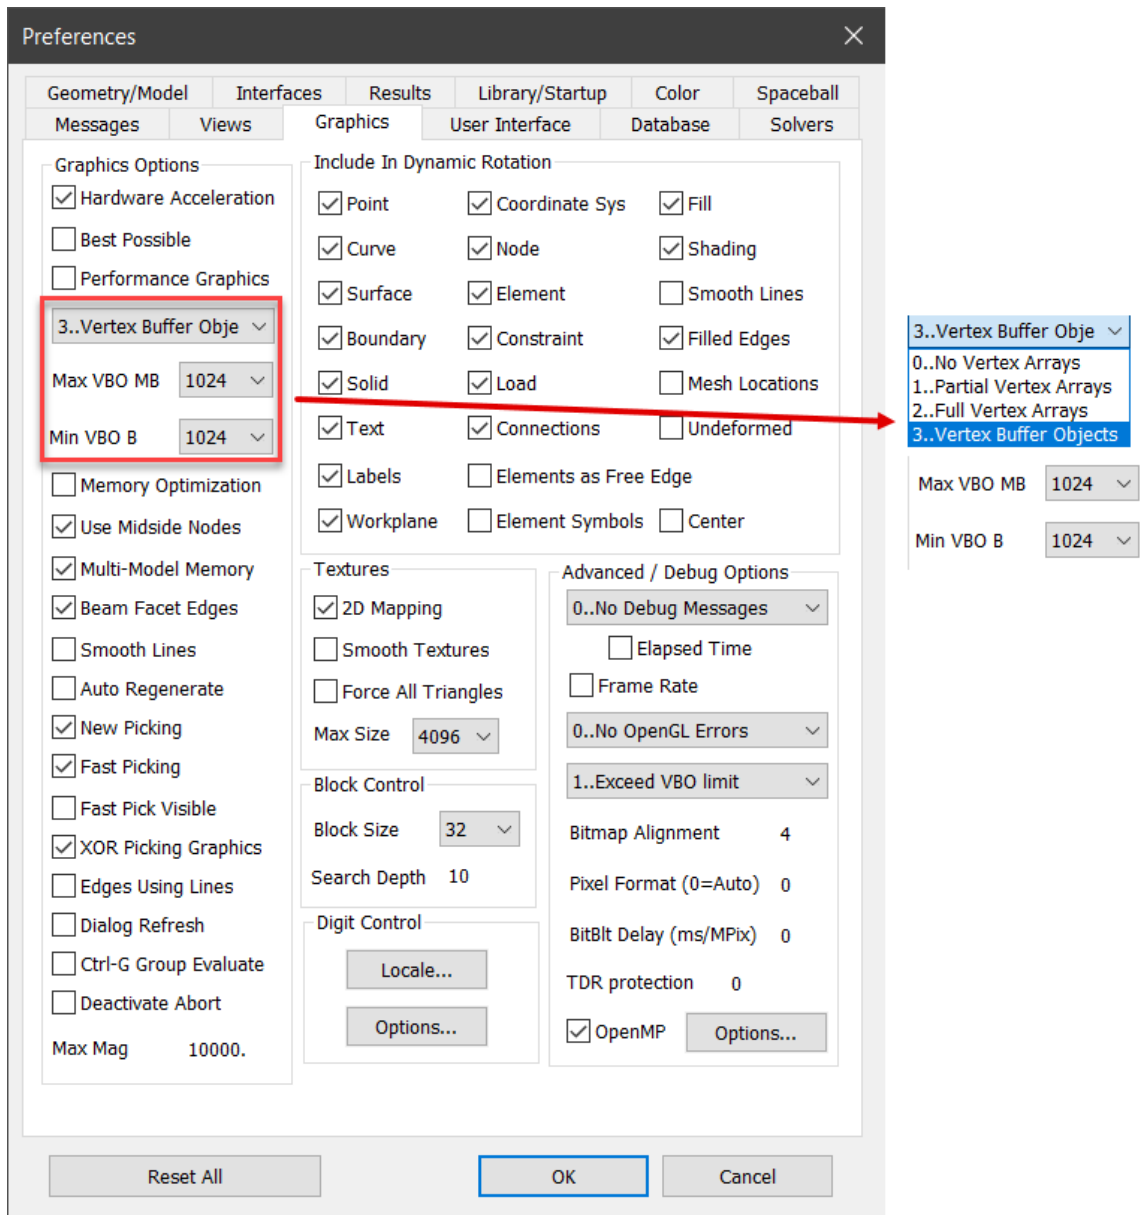 Preferences
Geometry/Model Interfaces Results Library/Startup Color Spaceball
Messages Views Graphics User Interface Database Solvers
Graphics Options
Hardware Acceleration
Best Possible
Performance Graphics
3..Vertex Buffer Obje
Max VBO MB 1024
Min VBO B 1024
Memory Optimization
Use Midside Nodes
Multi-Model Memory
Beam Facet Edges
Smooth Lines
Auto Regenerate
New Picking
Fast Picking
Fast Pick Visible
XOR Picking Graphics
Edges Using Lines
Dialog Refresh
Ctrl-G Group Evaluate
Deactivate Abort
Max Mag 10000.
Include In Dynamic Rotation
Point Coordinate Sys Fill
Curve Node Shading
Surface Element Smooth Lines
Boundary Constraint Filled Edges
Solid Load Mesh Locations
Text Connections Undeformed
Labels Elements as Free Edge
Workplane Element Symbols Center
Textures
2D Mapping
Smooth Textures
Force All Triangles
Max Size 4096
Block Control
Block Size 32
Search Depth 10
Digit Control
Locale...
Options...
Advanced / Debug Options
0..No Debug Messages
Elapsed Time
Frame Rate
0..No OpenGL Errors
1..Exceed VBO limit
Bitmap Alignment 4
Pixel Format (0=Auto) 0
BitBlt Delay (ms/MPix) 0
TDR protection 0
OpenMP Options...
Reset All OK Cancel
3..Vertex Buffer Obje
0..No Vertex Arrays
1..Partial Vertex Arrays
2..Full Vertex Arrays
3..Vertex Buffer Objects
Max VBO MB 1024
Min VBO B 1024